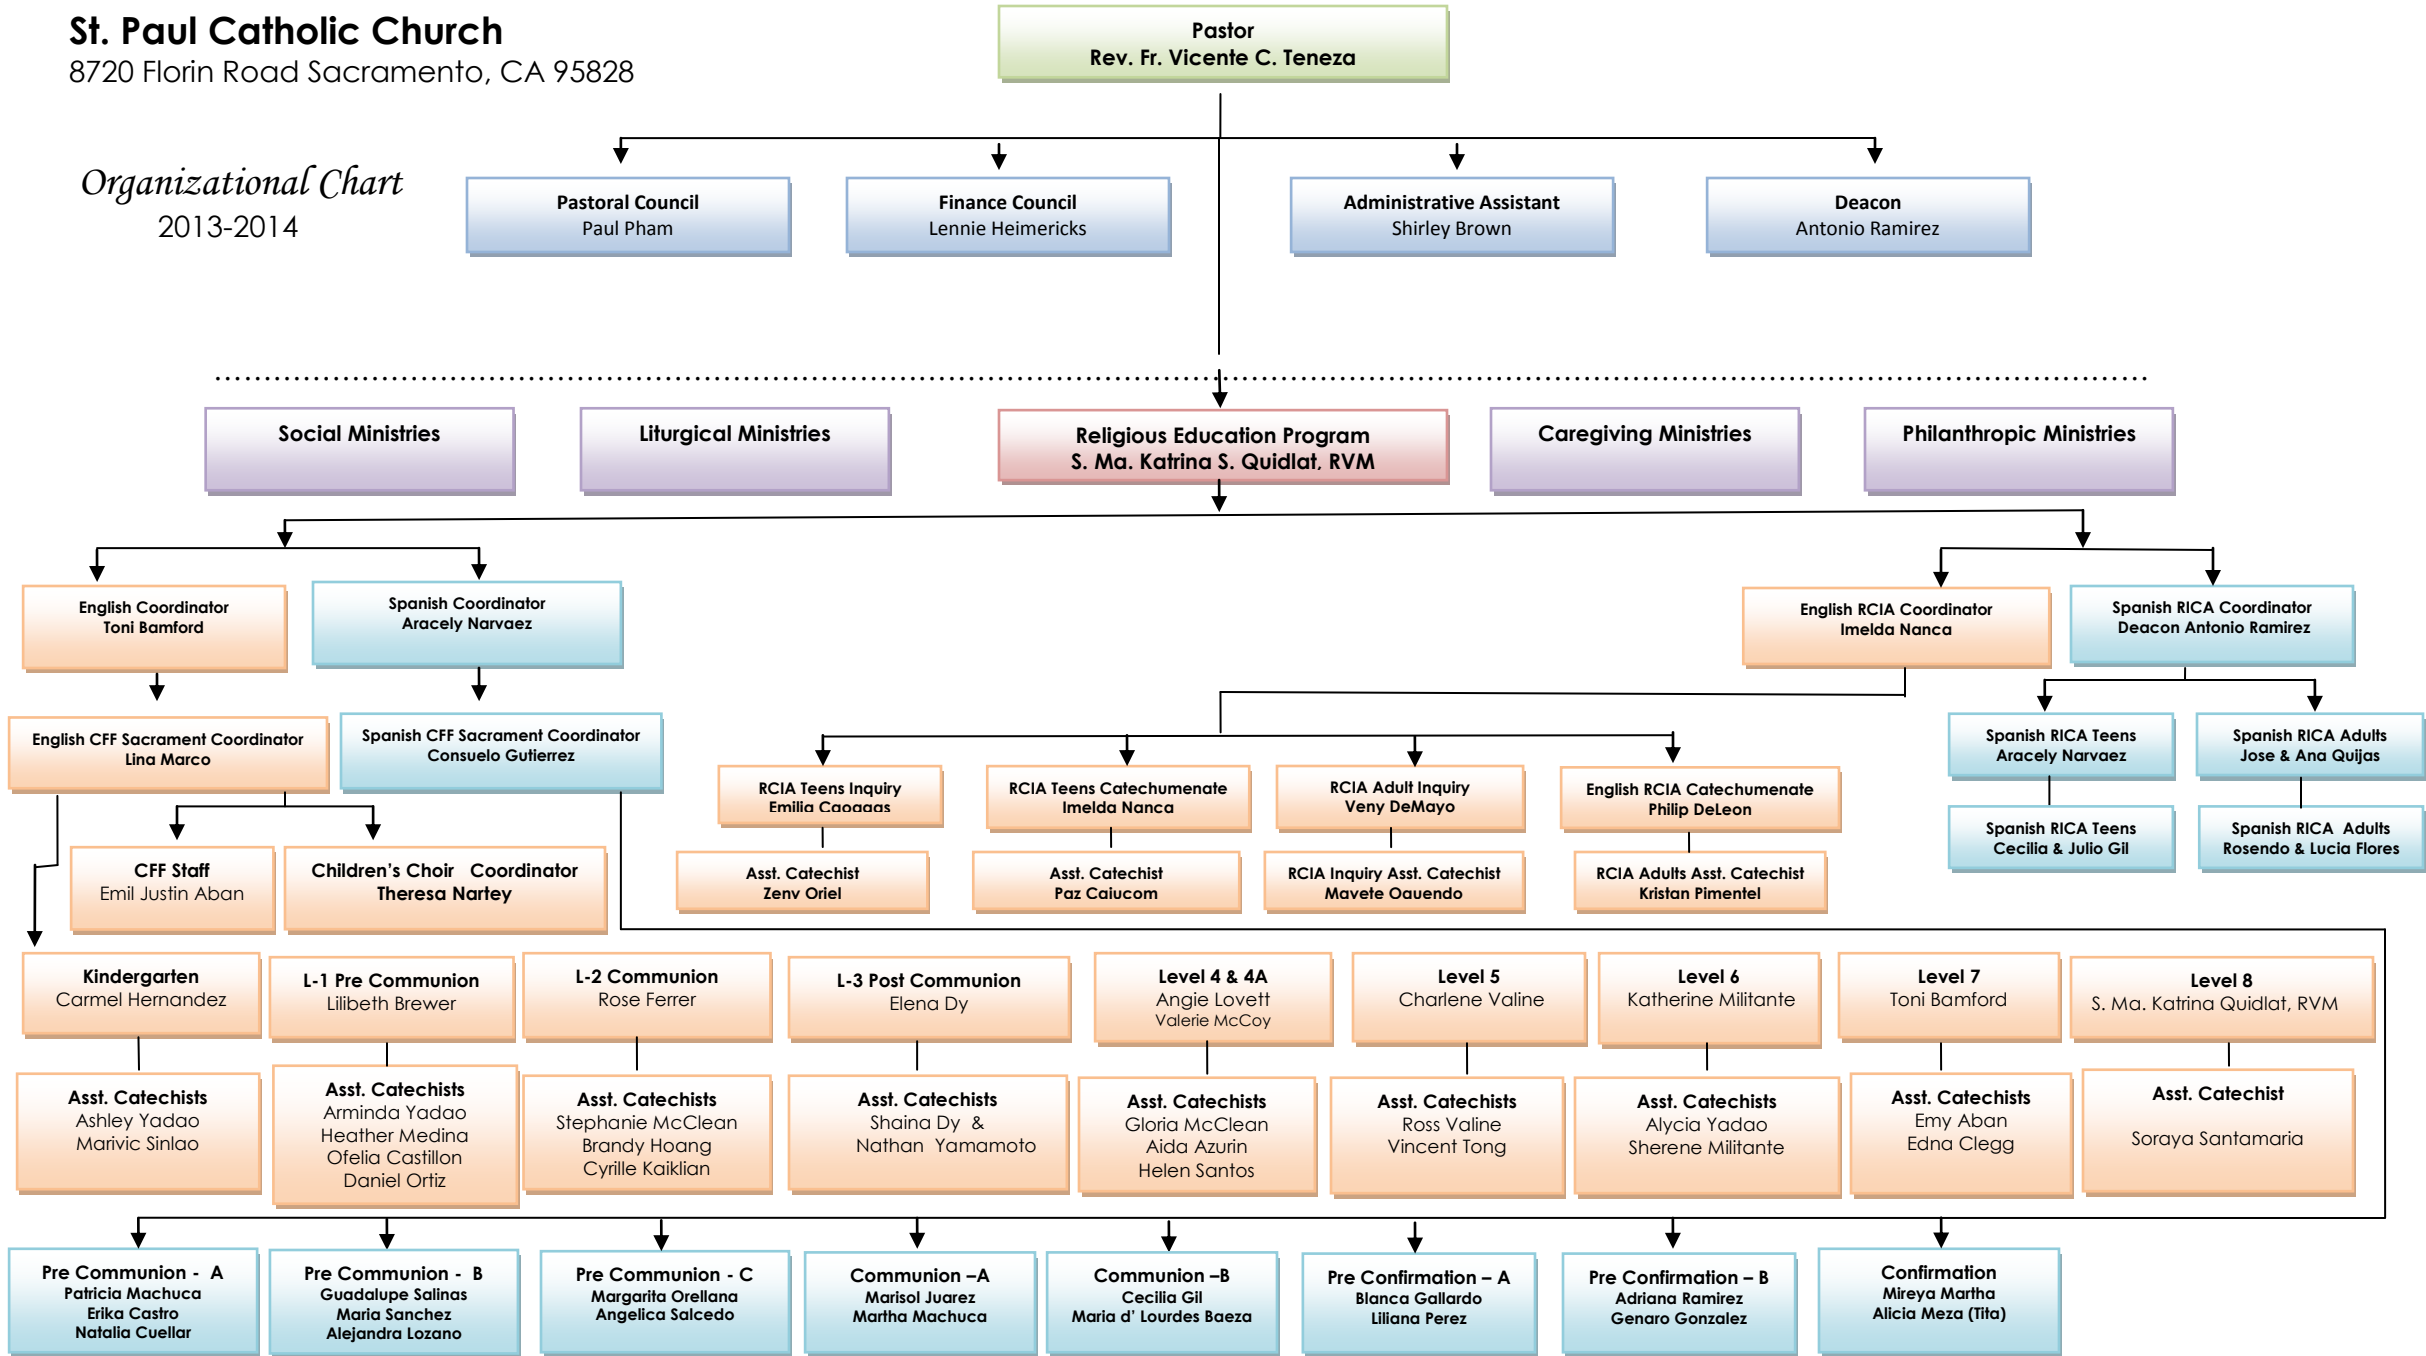 St. Paul Catholic Church
8720 Florin Road Sacramento, CA 95828
Organizational Chart
2013-2014
Pastor
Rev. Fr. Vicente C. Teneza
Pastoral Council
Paul Pham
Finance Council
Lennie Heimericks
Administrative Assistant
Shirley Brown
Deacon
Antonio Ramirez
Social Ministries
Liturgical Ministries
Religious Education Program
S. Ma. Katrina S. Quidlat, RVM
Caregiving Ministries
Philanthropic Ministries
English Coordinator
Toni Bamford
Spanish Coordinator
Aracely Narvaez
English RCIA Coordinator
Imelda Nanca
Spanish RICA Coordinator
Deacon Antonio Ramirez
English CFF Sacrament Coordinator
Lina Marco
Spanish CFF Sacrament Coordinator
Consuelo Gutierrez
RCIA Teens Inquiry
Emilia
RCIA Teens Catechumenate
Imelda Nanca
RCIA Adult Inquiry
Veny DeMayo
English RCIA Catechumenate
Philip DeLeon
Spanish RICA Teens
Aracely Narvaez
Spanish RICA Adults
Jose & Ana Quijas
CFF Staff
Emil Justin Aban
Children's Choir Coordinator
Theresa Nartey
Asst. Catechist
Oriel
Asst. Catechist
Paz
RCIA Inquiry Asst. Catechist
RCIA Adults Asst. Catechist
Kristan Pimentel
Spanish RICA Teens
Cecilia & Julio Gil
Spanish RICA Adults
Rosendo & Lucia Flores
Kindergarten
Carmel Hernandez
L-1 Pre Communion
Lilibeth Brewer
L-2 Communion
Rose Ferrer
L-3 Post Communion
Elena Dy
Level 4 & 4A
Angie Lovett
Valerie McCoy
Level 5
Charlene Valine
Level 6
Katherine Militante
Level 7
Toni Bamford
Level 8
S. Ma. Katrina Quidlat, RVM
Asst. Catechists
Ashley Yadao
Marivic Sinlao
Asst. Catechists
Arminda Yadao
Heather Medina
Ofelia Castillon
Daniel Ortiz
Asst. Catechists
Stephanie McClean
Brandy Hoang
Cyrille Kaiklian
Asst. Catechists
Shaina Dy &
Nathan Yamamoto
Asst. Catechists
Gloria McClean
Aida Azurin
Helen Santos
Asst. Catechists
Ross Valine
Vincent Tong
Asst. Catechists
Alycia Yadao
Sherene Militante
Asst. Catechists
Emy Aban
Edna Clegg
Asst. Catechist
Soraya Santamaria
Pre Communion - A
Patricia Machuca
Erika Castro
Natalia Cuellar
Pre Communion - B
Guadalupe Salinas
Maria Sanchez
Alejandra Lozano
Pre Communion - C
Margarita Orellana
Angelica Salcedo
Communion –A
Marisol Juarez
Martha Machuca
Communion –B
Cecilia Gil
Maria d' Lourdes Baeza
Pre Confirmation – A
Blanca Gallardo
Liliana Perez
Pre Confirmation – B
Adriana Ramirez
Genaro Gonzalez
Confirmation
Mireya Martha
Alicia Meza (Tita)